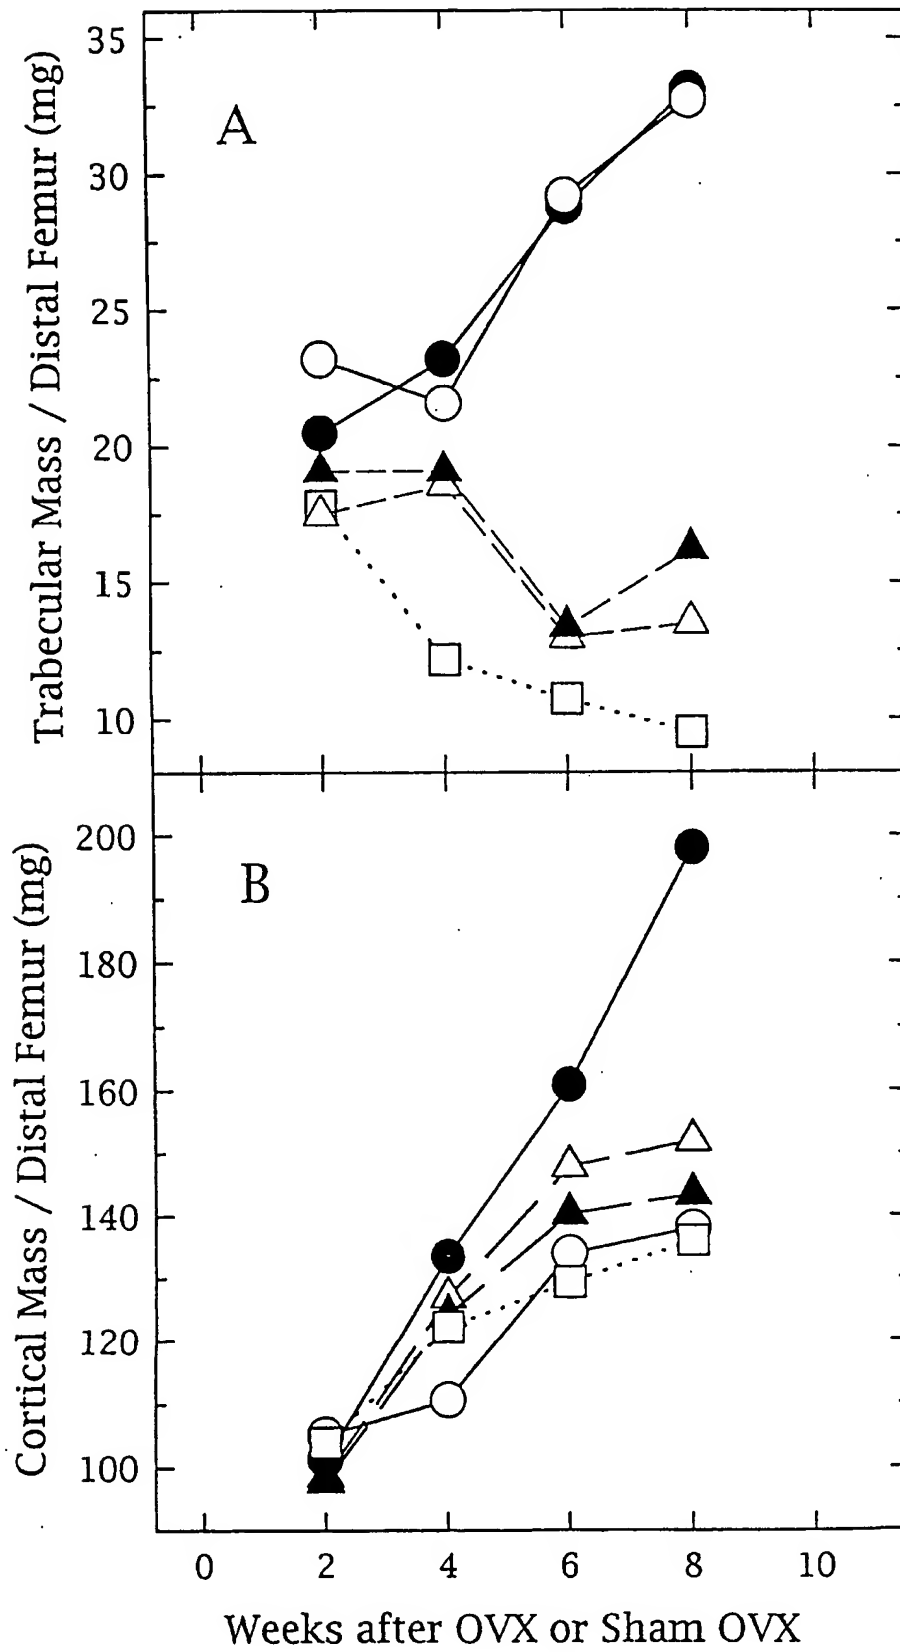 35
A
30
25
20
15
10
Trabecular Mass / Distal Femur (mg)
200
B
180
160
140
120
100
Cortical Mass / Distal Femur (mg)
0 2 4 6 8 10
Weeks after OVX or Sham OVX